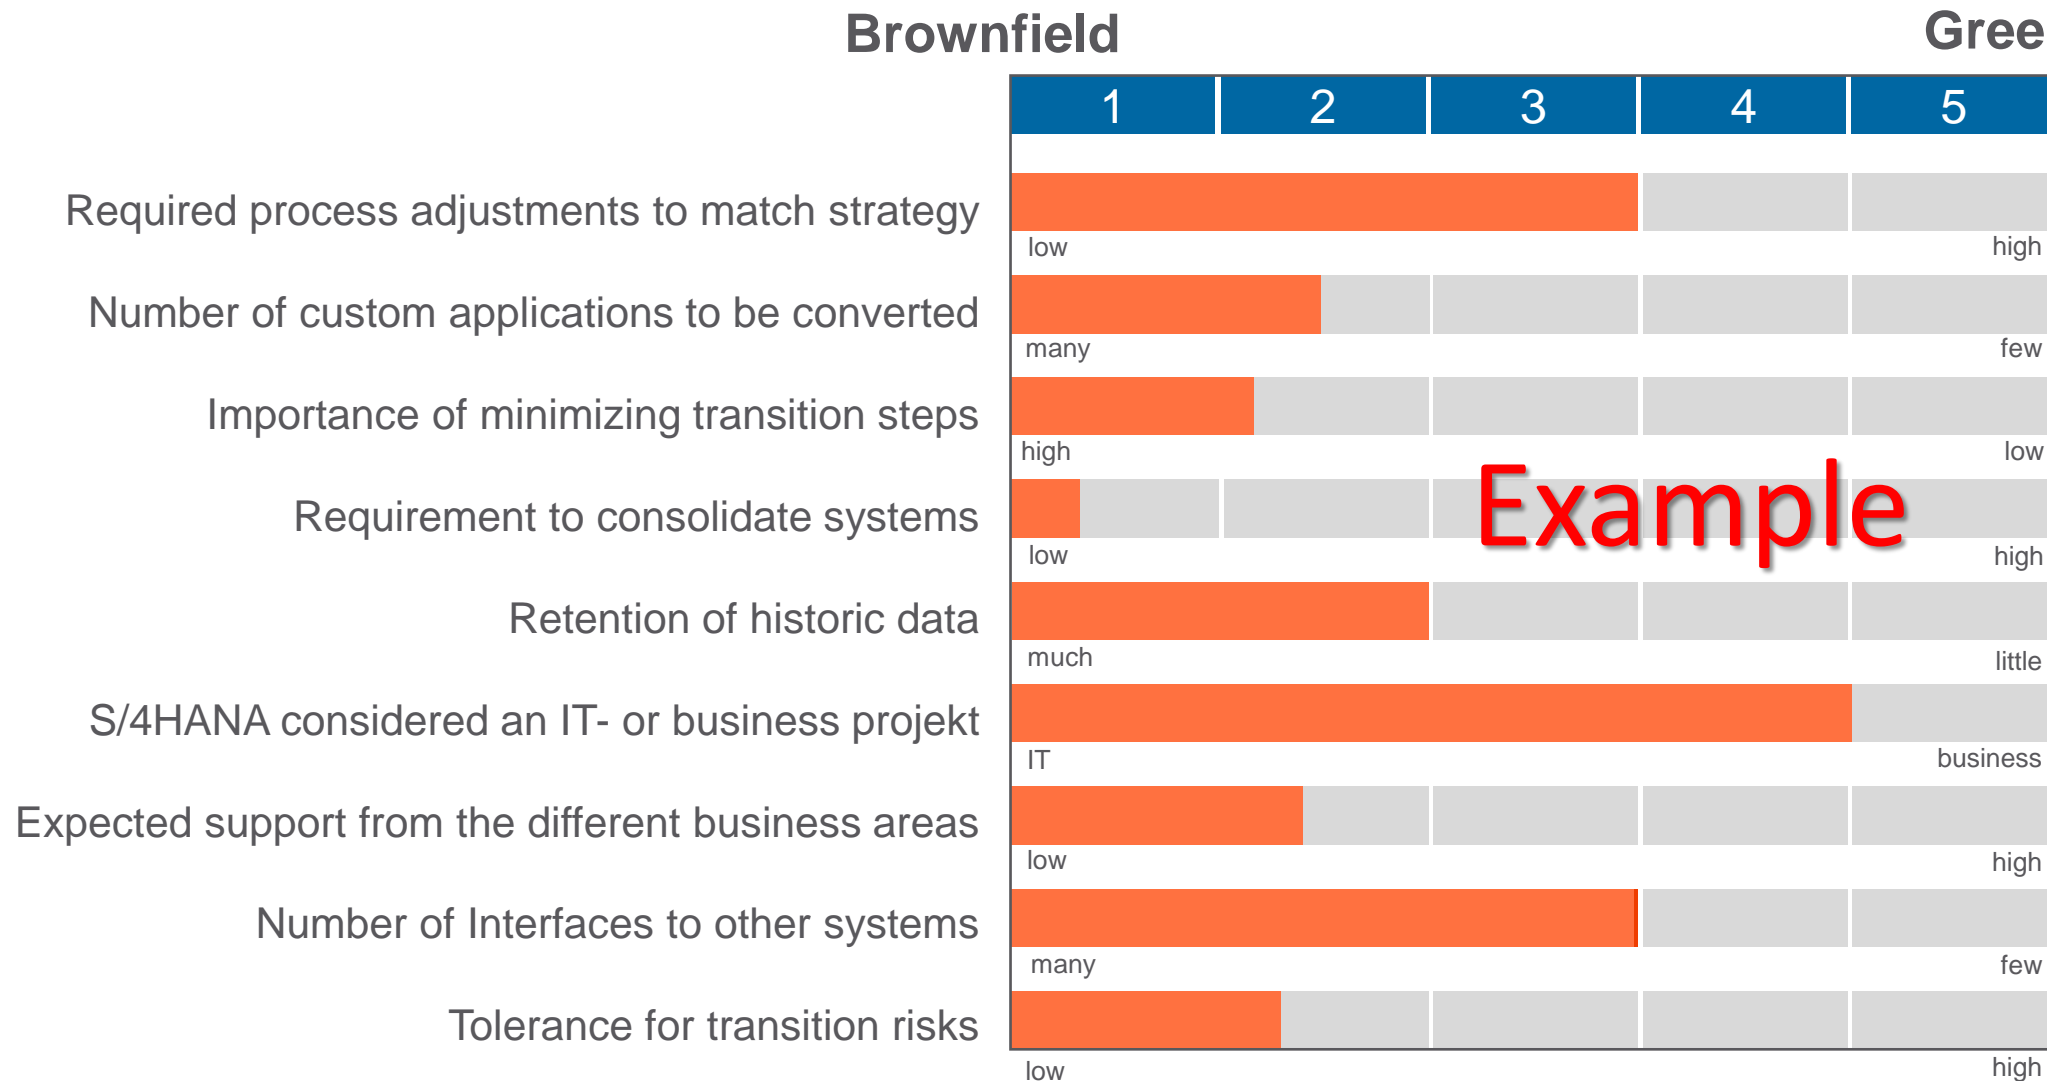 Brownfield
Gree
1 2 3 4 5
Required process adjustments to match strategy
low high
Number of custom applications to be converted
many few
Importance of minimizing transition steps
high low
Example
Requirement to consolidate systems
low high
Retention of historic data
much little
S/4HANA considered an IT- or business projekt
IT business
Expected support from the different business areas
low high
Number of Interfaces to other systems
many few
Tolerance for transition risks
low high